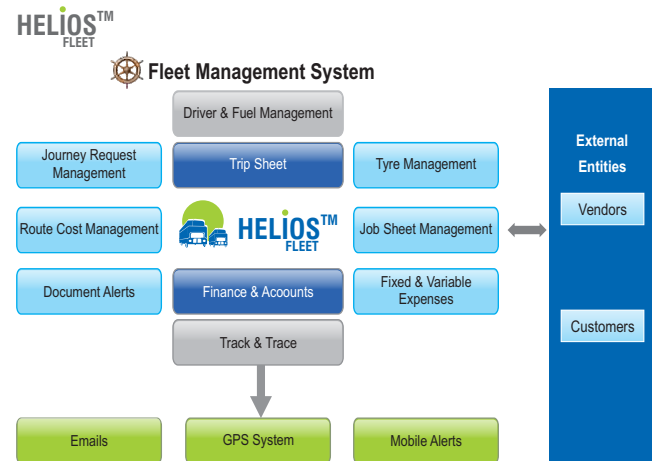 HELIOS™
FLEET
Fleet Management System
Driver & Fuel Management
Journey Request
Management
Trip Sheet
Tyre Management
External
Entities
Vendors
Route Cost Management
HELIOS™
FLEET
Job Sheet Management
Document Alerts
Finance & Acoounts
Fixed & Variable
Expenses
Customers
Track & Trace
Emails
GPS System
Mobile Alerts